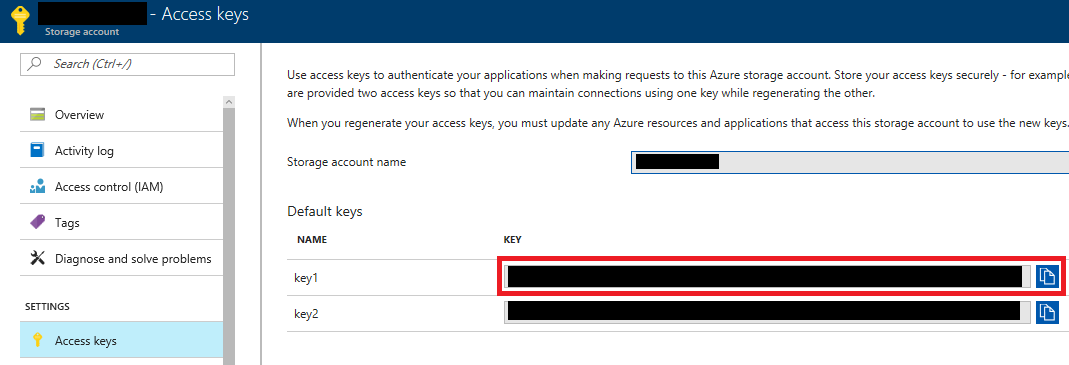 - Access keys
Storage account
Search (Ctrl+/)
Overview
Activity log
Access control (IAM)
Tags
Diagnose and solve problems
SETTINGS
Access keys
Use access keys to authenticate your applications when making requests to this Azure storage account. Store your access keys securely - for example
are provided two access keys so that you can maintain connections using one key while regenerating the other.
When you regenerate your access keys, you must update any Azure resources and applications that access this storage account to use the new keys.
Storage account name
Default keys
NAME KEY
key1
key2